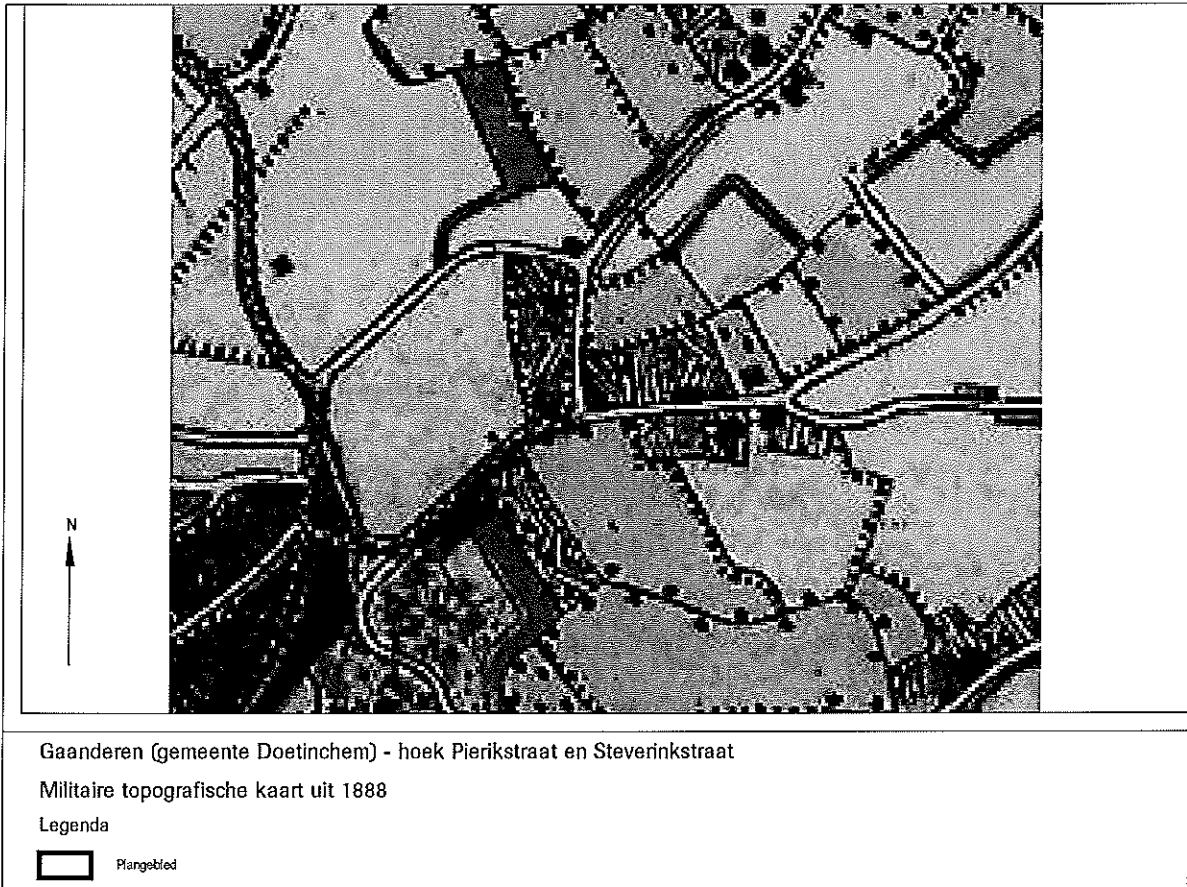 N
Gaanderen (gemeente Doetinchem) - hoek Pierikstraat en Steverinkstraat
Militaire topografische kaart uit 1888
Legenda
Plangebied